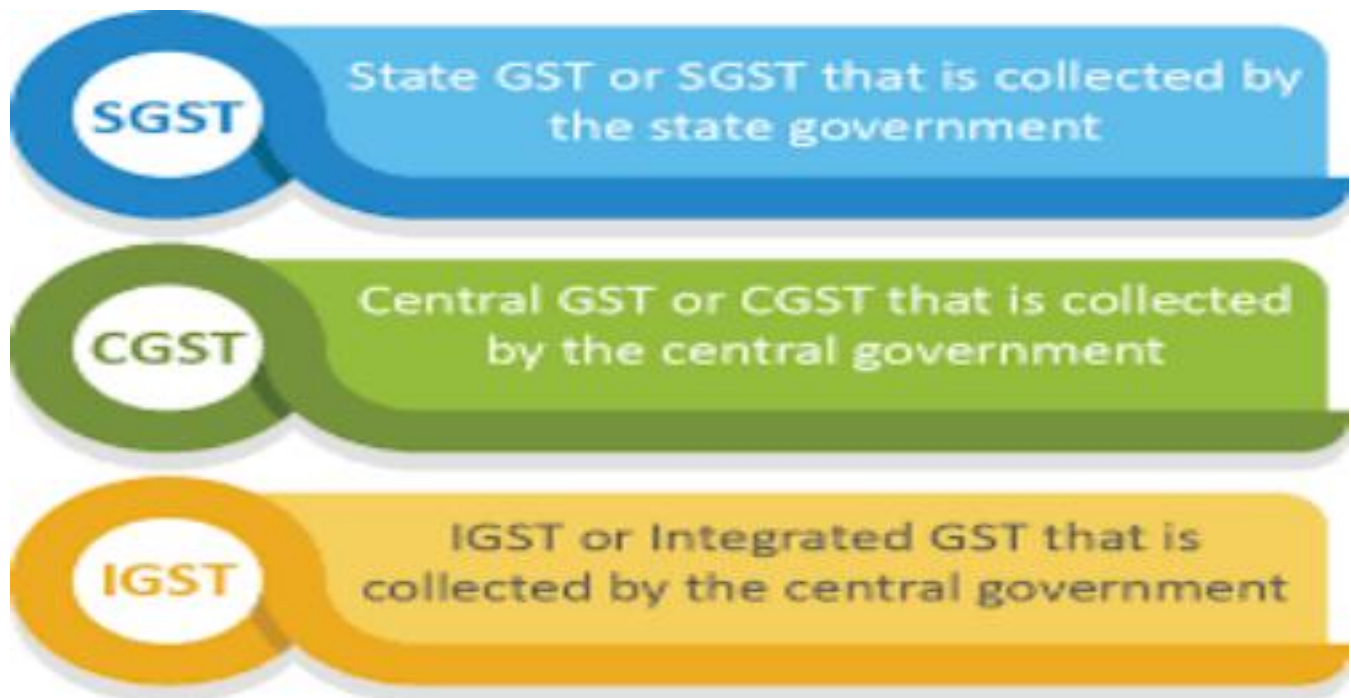 SGST
State GST or SGST that is collected by
the state government
CGST
Central GST or CGST that is collected
by the central government
IGST
IGST or Integrated GST that is
collected by the central government